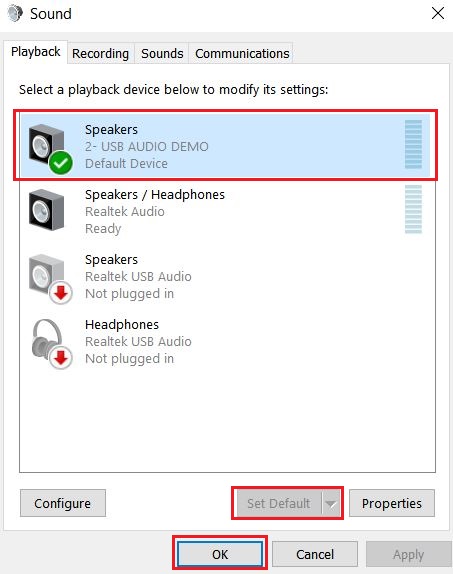 Sound
Playback Recording Sounds Communications
Select a playback device below to modify its settings:
Speakers
2- USB AUDIO DEMO
Default Device
Speakers / Headphones
Realtek Audio
Ready
Speakers
Realtek USB Audio
Not plugged in
Headphones
Realtek USB Audio
Not plugged in
Configure Set Default Properties
OK Cancel Apply